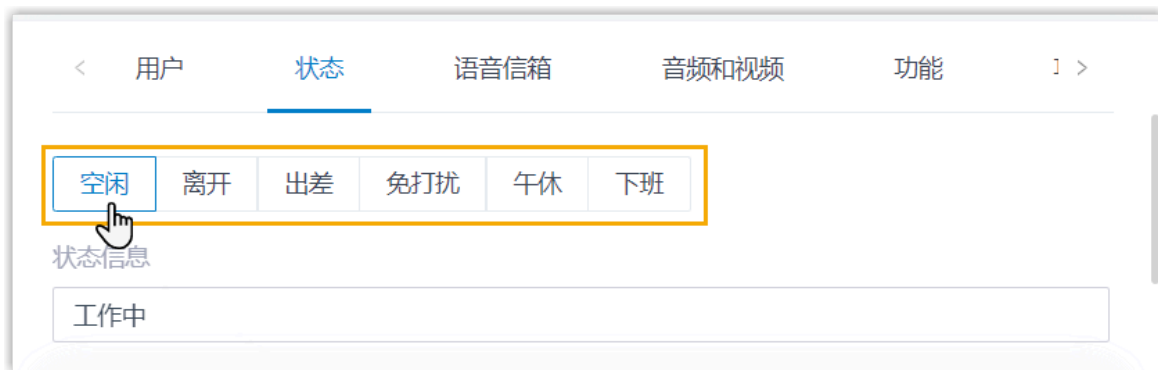 用户 状态 语音信箱 音频和视频 功能
空闲 离开 出差 免打扰 午休 下班
状态信息
工作中